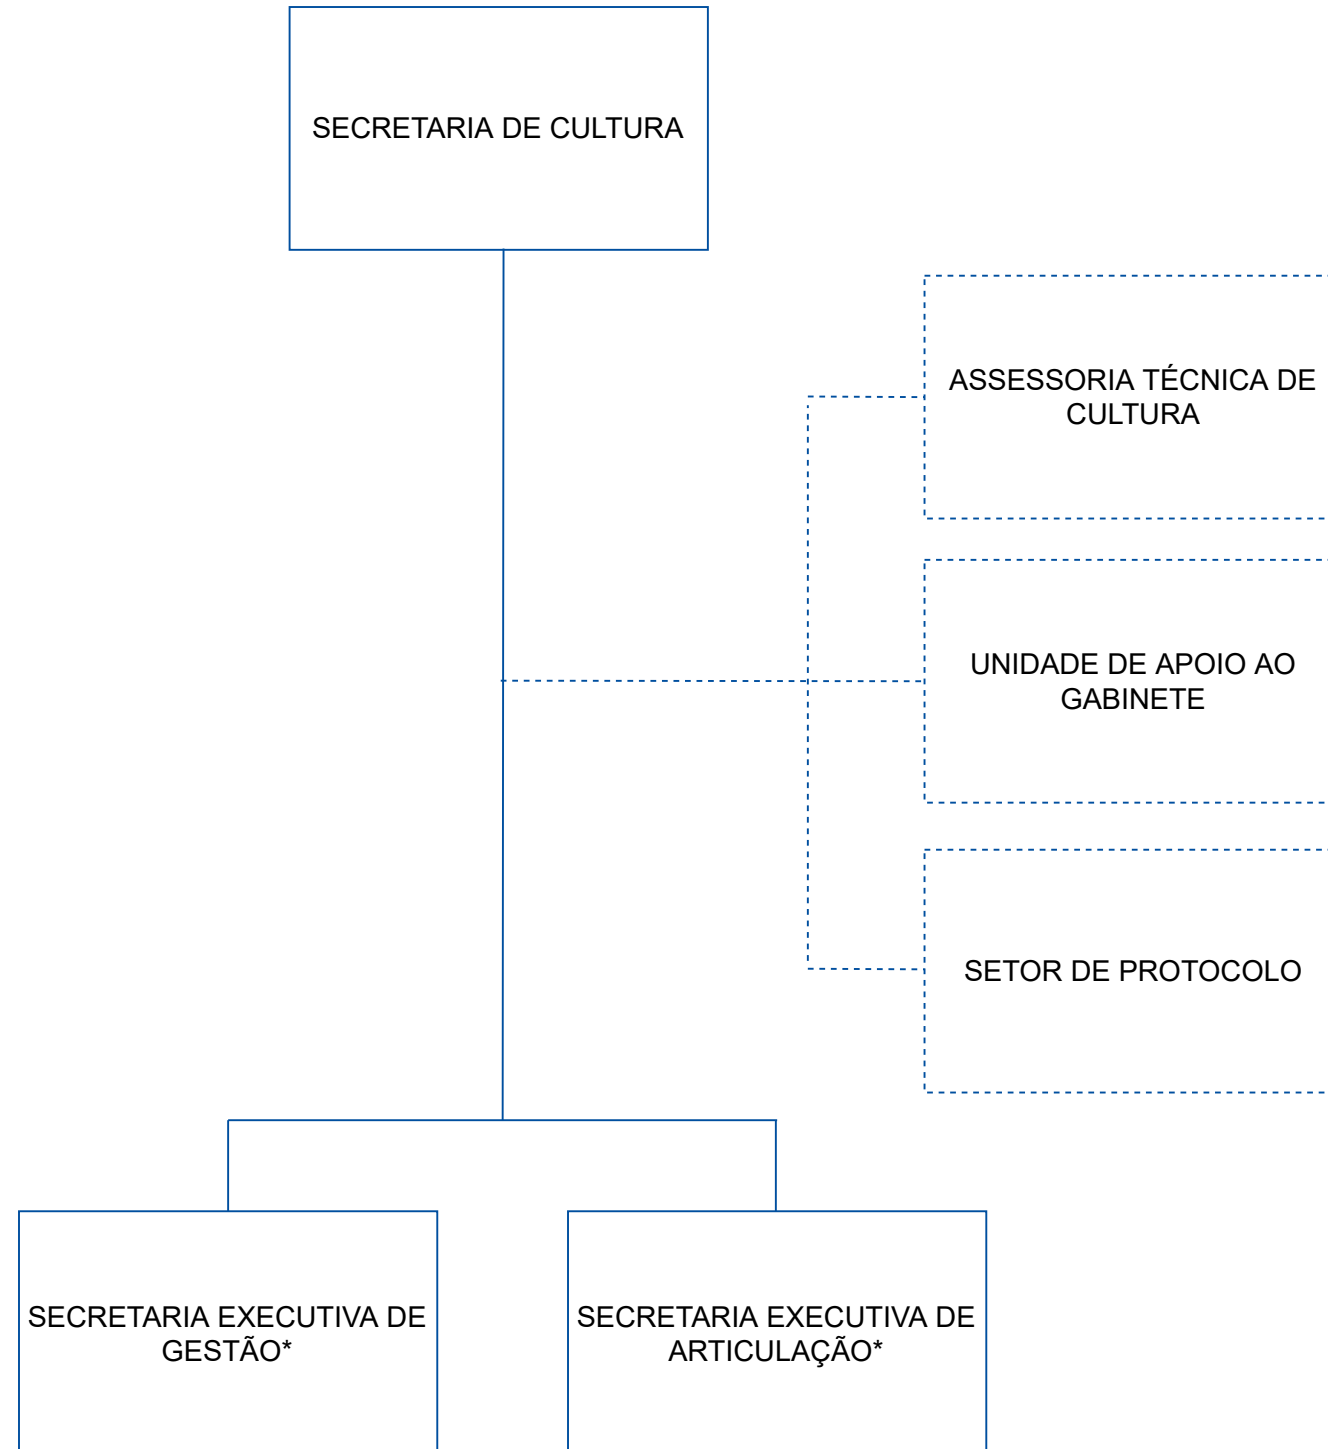 SECRETARIA DE CULTURA
ASSESSORIA TÉCNICA DE
CULTURA
UNIDADE DE APOIO AO
GABINETE
SETOR DE PROTOCOLO
SECRETARIA EXECUTIVA DE
GESTÃO*
SECRETARIA EXECUTIVA DE
ARTICULAÇÃO*